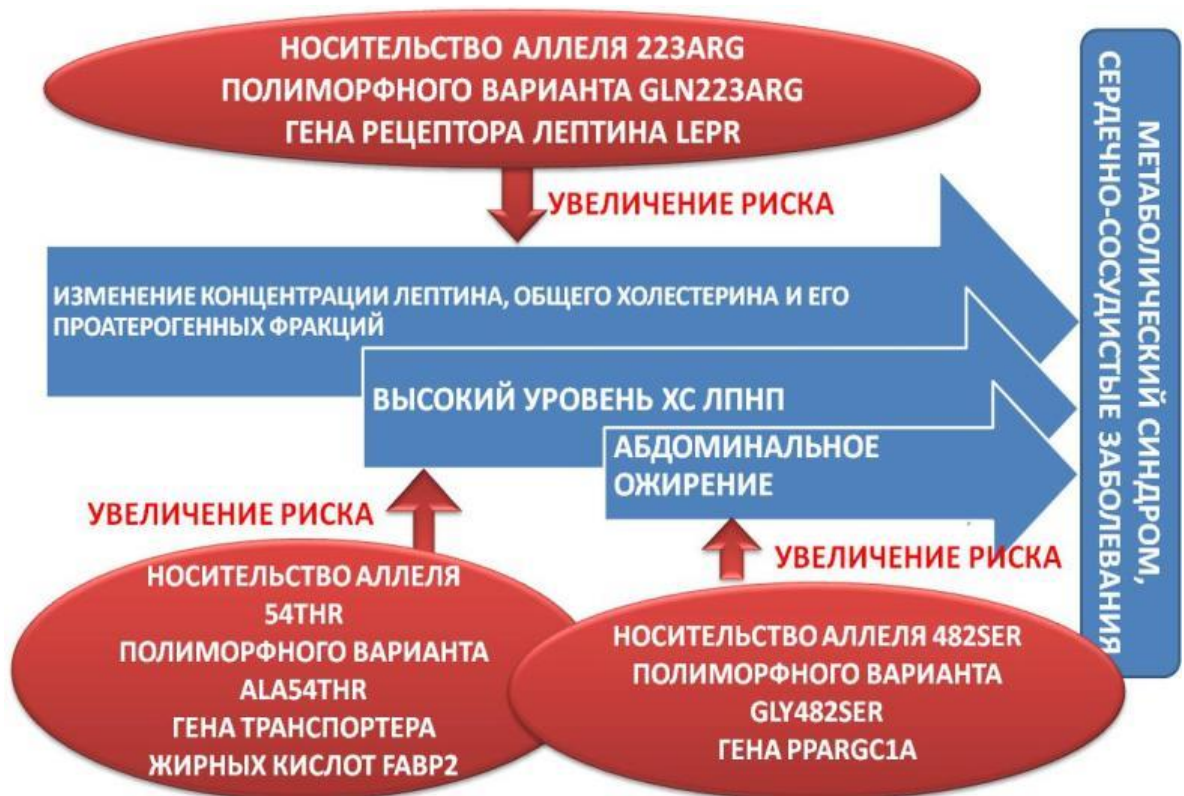 НОСИТЕЛЬСТВО АЛЛЕЛЯ 223ARG
ПОЛИМОРФНОГО ВАРИАНТА GLN223ARG
ГЕНА РЕЦЕПТОРА ЛЕПТИНА LEPR
УВЕЛИЧЕНИЕ РИСКА
ИЗМЕНЕНИЕ КОНЦЕНТРАЦИИ ЛЕПТИНА, ОБЩЕГО ХОЛЕСТЕРИНА И ЕГО
ПРОАТЕРОГЕННЫХ ФРАКЦИЙ
ВЫСОКИЙ УРОВЕНЬ ХС ЛПНП
АБДОМИНАЛЬНОЕ
ОЖИРЕНИЕ
УВЕЛИЧЕНИЕ РИСКА
НОСИТЕЛЬСТВО АЛЛЕЛЯ
54THR
ПОЛИМОРФНОГО ВАРИАНТА
ALA54THR
ГЕНА ТРАНСПОРТЕРА
ЖИРНЫХ КИСЛОТ FABP2
УВЕЛИЧЕНИЕ РИСКА
НОСИТЕЛЬСТВО АЛЛЕЛЯ 482SER
ПОЛИМОРФНОГО ВАРИАНТА
GLY482SER
ГЕНА PPARGC1A
МЕТАБОЛИЧЕСКИЙ СИНДРОМ,
СЕРДЕЧНО-СОСУДИСТЫЕ ЗАБОЛЕВАНИЯ